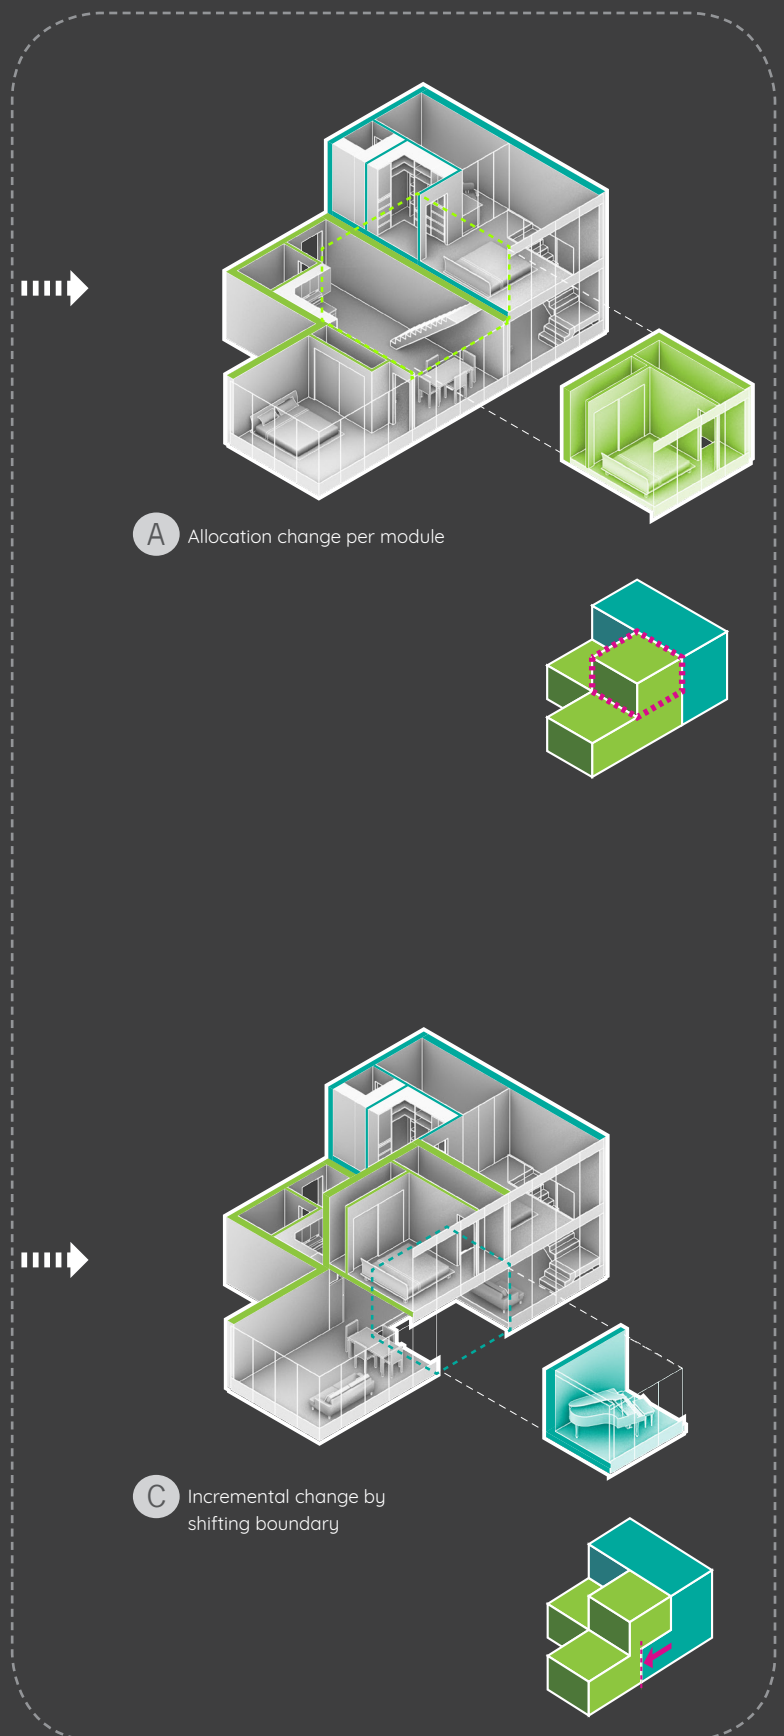 A
Allocation change per module
C
Incremental change by
shifting boundary